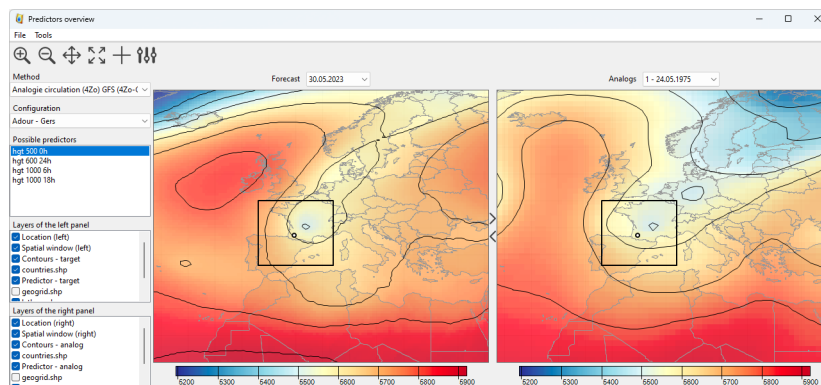 Predictors overview
File Tools
Method
Analogie circulation (4Zo) GFS (4Zo-(
Forecast 30.05.2023
Analogs 1 - 24.05.1975
Configuration
Adour - Gers
Possible predictors
hgt 500 0h
hgt 600 24h
hgt 1000 6h
hgt 1000 18h
Layers of the left panel
Location (left)
Spatial window (left)
Contours - target
countries.shp
Predictor - target
geogrid.shp
Layers of the right panel
Location (right)
Spatial window (right)
Contours - analog
countries.shp
Predictor - analog
geogrid.shp
5200 5300 5400 5500 5600 5700 5800 5900
5200 5300 5400 5500 5600 5700 5800 5900